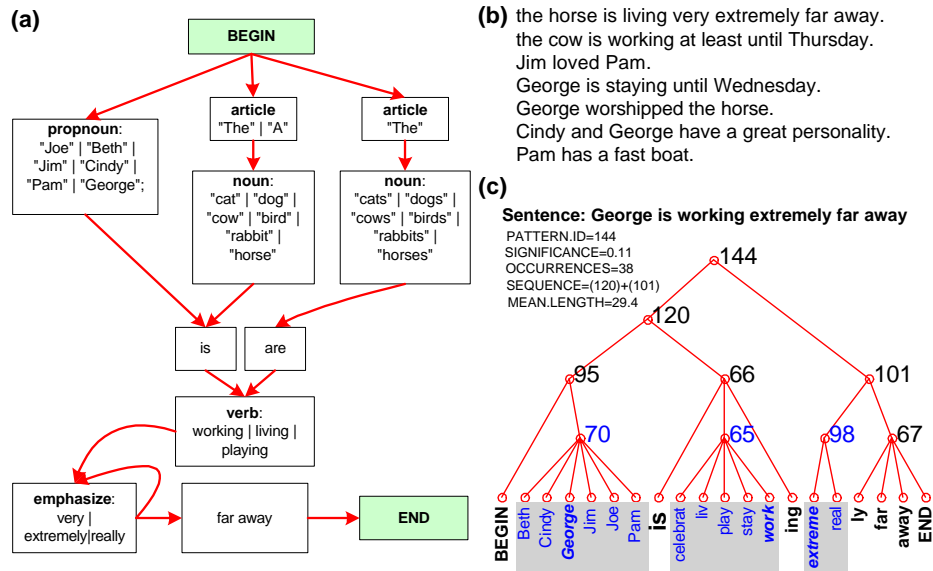 (a)
BEGIN
propnoun:
"Joe" | "Beth" |
"Jim" | "Cindy" |
"Pam" | "George";
article
"The" | "A"
article
"The"
noun:
"cat" | "dog" |
"cow" | "bird" |
"rabbit" |
"horse"
noun:
"cats" | "dogs" |
"cows" | "birds" |
"rabbits" |
"horses"
is
are
verb:
working | living |
playing
emphasize:
very |
extremely|really
far away
END
(b)
the horse is living very extremely far away.
the cow is working at least until Thursday.
Jim loved Pam.
George is staying until Wednesday.
George worshipped the horse.
Cindy and George have a great personality.
Pam has a fast boat.
(c)
Sentence: George is working extremely far away
PATTERN.ID=144
SIGNIFICANCE=0.11
OCCURRENCES=38
SEQUENCE=(120)+(101)
MEAN.LENGTH=29.4
144
120
95
66
101
70
65
98
67
BEGIN
Beth
Cindy
George
Jim
Joe
Pam
is
celebrat
liv
play
stay
work
ing
extreme
real
ly
far
away
END